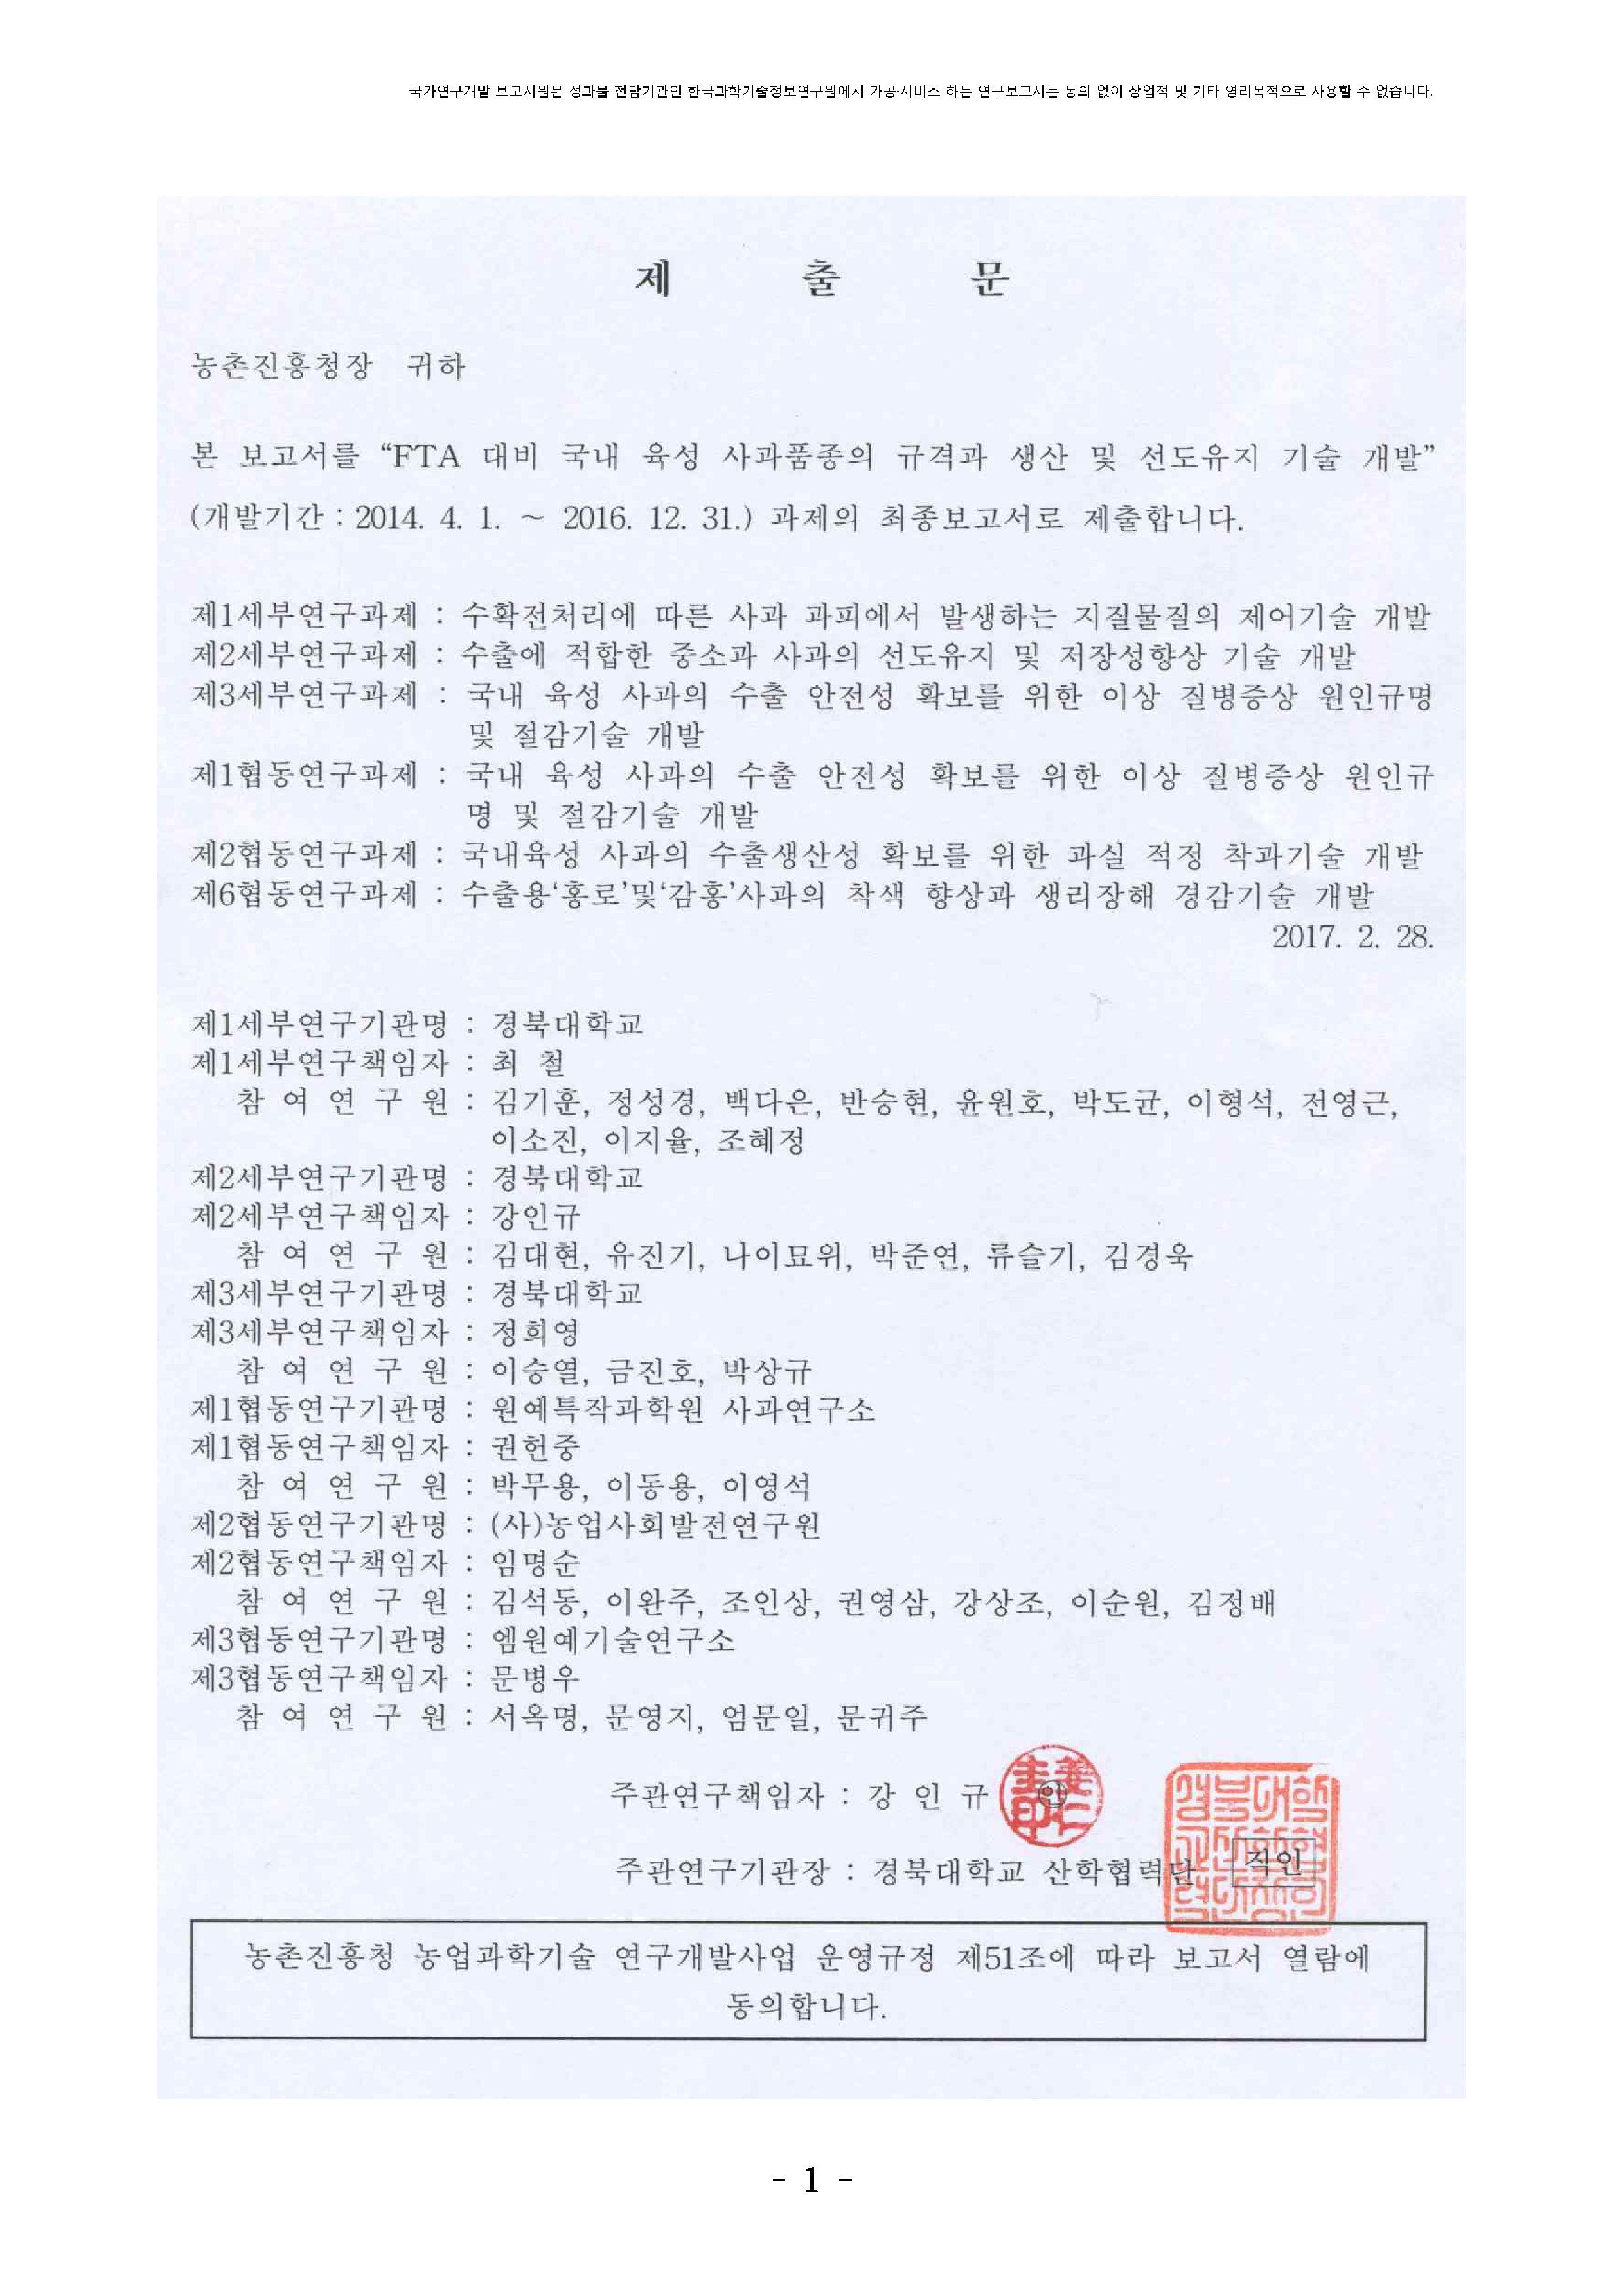 국가연구개발 보고서원문 성과물 전담기관인 한국과학기술정보연구원에서 가공·서비스 하는 연구보고서는 동의 없이 상업적 및 기타 영리목적으로 사용할 수 없습니다.
제 출 문
농촌진흥청장 귀하
본 보고서를 “FTA 대비 국내 육성 사과품종의 규격과 생산 및 선도유지 기술 개발”
(개발기간 : 2014. 4. 1. ~ 2016. 12. 31.) 과제의 최종보고서로 제출합니다.
제1세부연구과제 : 수확전처리에 따른 사과 과피에서 발생하는 지질물질의 제어기술 개발
제2세부연구과제 : 수출에 적합한 중소과 사과의 선도유지 및 저장성향상 기술 개발
제3세부연구과제 : 국내 육성 사과의 수출 안전성 확보를 위한 이상 질병증상 원인규명
및 절감기술 개발
제1협동연구과제 : 국내 육성 사과의 수출 안전성 확보를 위한 이상 질병증상 원인규
명 및 절감기술 개발
제2협동연구과제 : 국내육성 사과의 수출생산성 확보를 위한 과실 적정 착과기술 개발
제6협동연구과제 : 수출용‘홍로’및‘감홍’사과의 착색 향상과 생리장해 경감기술 개발
2017. 2. 28.
제1세부연구기관명 : 경북대학교
제1세부연구책임자 : 최 철
참 여 연 구 원 : 김기훈, 정성경, 백다은, 반승현, 윤원호, 박도균, 이형석, 전영근,
이소진, 이지율, 조혜정
제2세부연구기관명 : 경북대학교
제2세부연구책임자 : 강인규
참 여 연 구 원 : 김대현, 유진기, 나이묘위, 박준연, 류슬기, 김경욱
제3세부연구기관명 : 경북대학교
제3세부연구책임자 : 정희영
참 여 연 구 원 : 이승열, 금진호, 박상규
제1협동연구기관명 : 원예특작과학원 사과연구소
제1협동연구책임자 : 권헌중
참 여 연 구 원 : 박무용, 이동용, 이영석
제2협동연구기관명 : (사)농업사회발전연구원
제2협동연구책임자 : 임명순
참 여 연 구 원 : 김석동, 이완주, 조인상, 권영삼, 강상조, 이순원, 김정배
제3협동연구기관명 : 엠원예기술연구소
제3협동연구책임자 : 문병우
참 여 연 구 원 : 서옥명, 문영지, 엄문일, 문귀주
주관연구책임자 : 강 인 규 인
주관연구기관장 : 경북대학교 산학협력단 직인
농촌진흥청 농업과학기술 연구개발사업 운영규정 제51조에 따라 보고서 열람에
동의합니다.
- 1 -